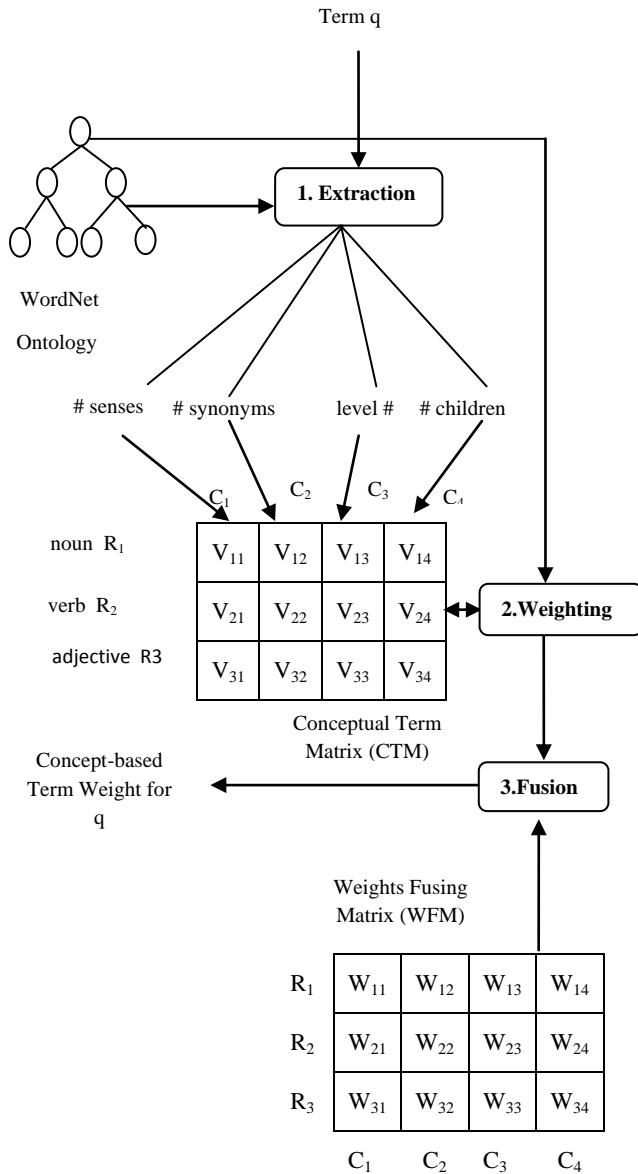 Term q
1. Extraction
WordNet
Ontology
# senses # synonyms level # # children
C1 C2 C3 C4
noun R1 V11 V12 V13 V14
verb R2 V21 V22 V23 V24
2.Weighting
adjective R3 V31 V32 V33 V34
Conceptual Term
Matrix (CTM)
Concept-based
Term Weight for
q
3.Fusion
Weights Fusing
Matrix (WFM)
R1 W11 W12 W13 W14
R2 W21 W22 W23 W24
R3 W31 W32 W33 W34
C1 C2 C3 C4